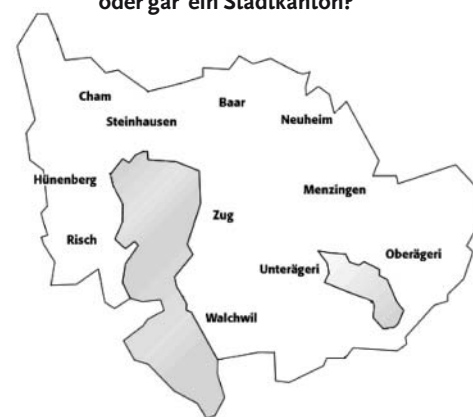 oder gar ein Stadtkanton?
Cham
Baar
Steinhausen
Neuheim
Hünenberg
Menzingen
Zug
Risch
Oberägeri
Unterägeri
Walchwil